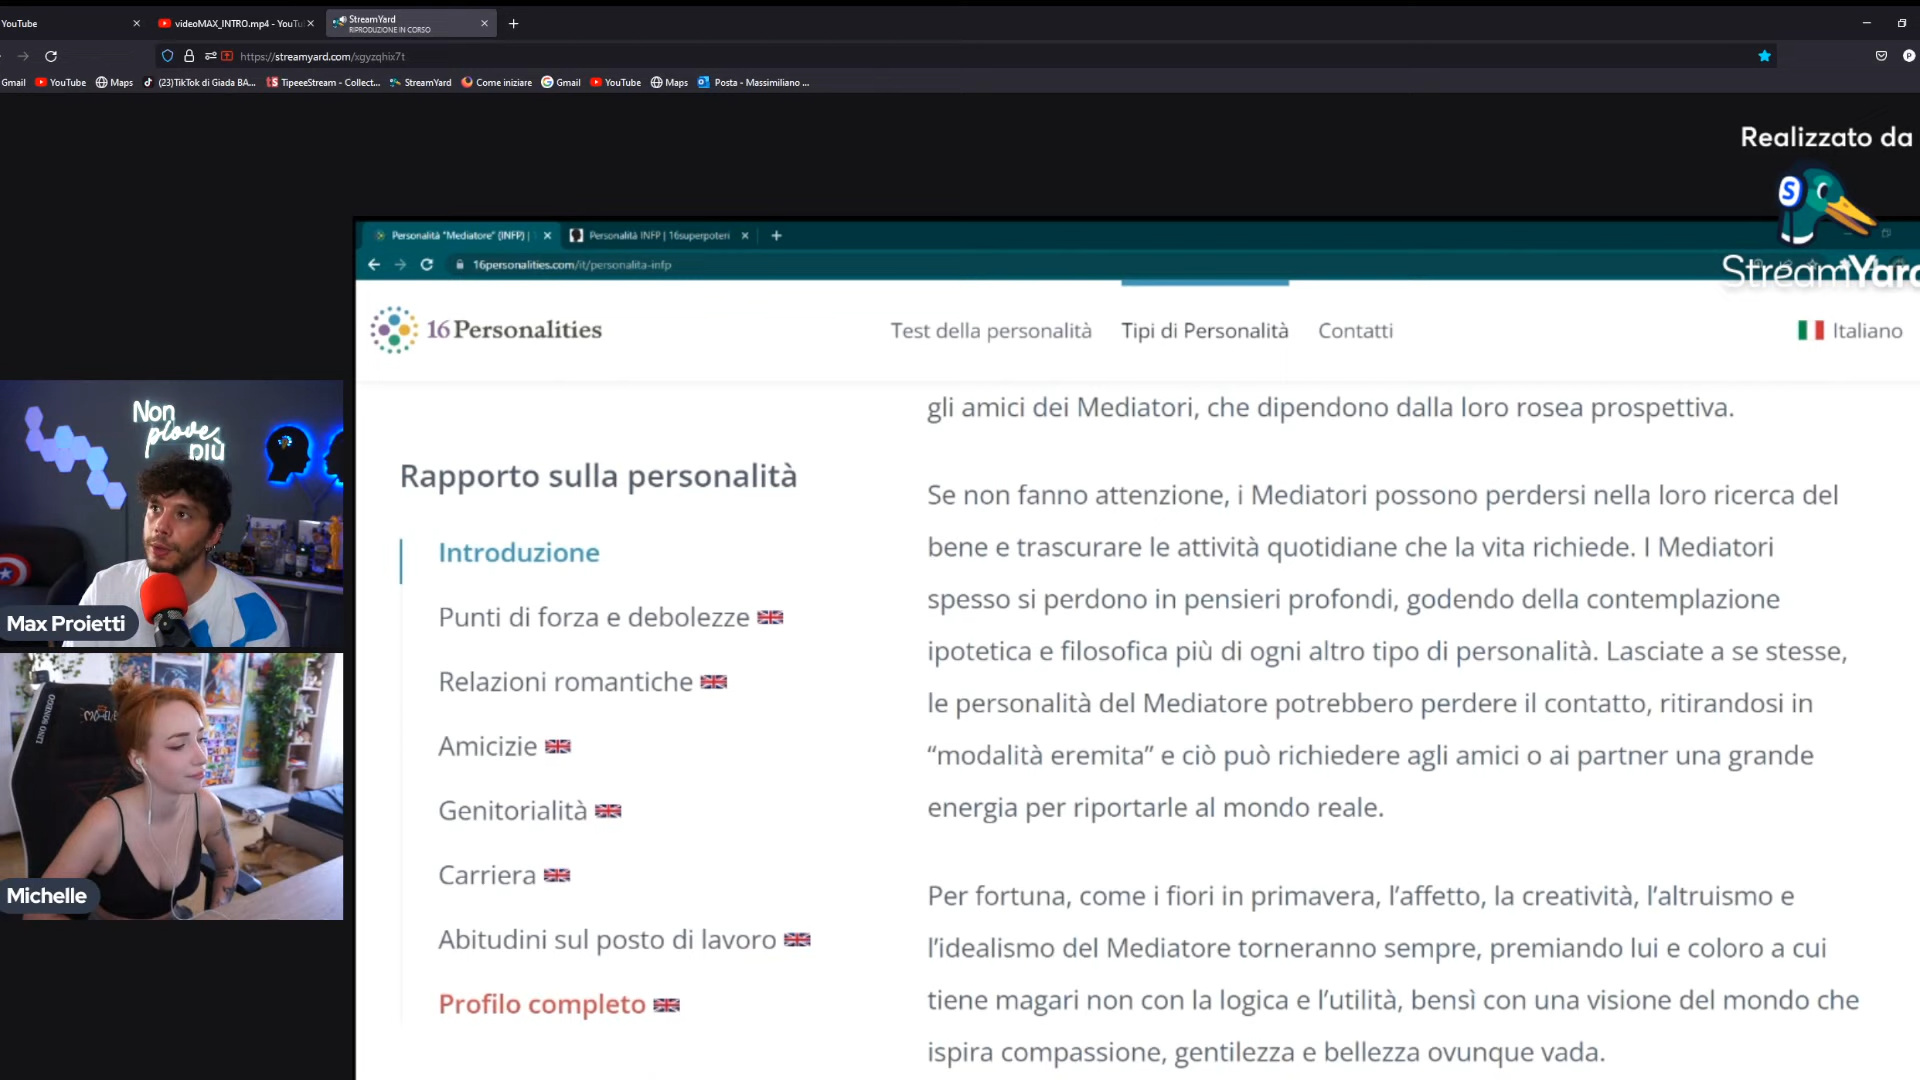 YouTube
videoMAX_INTRO.mp4 - YouTu
StreamYard
RIPRODUZIONE IN CORSO
https://streamyard.com/xgyzqhix7t
Gmail
YouTube
Maps
(23)TikTok di Giada BA...
TipeeeStream - Collect...
StreamYard
Come iniziare
Gmail
YouTube
Maps
Posta - Massimiliano ...
Realizzato da
StreamYard
Personalità "Mediatore" (INFP) |
Personalità INFP | 16superpoteri
16personalities.com/it/personalita-infp
16Personalities
Test della personalità
Tipi di Personalità
Contatti
Italiano
Rapporto sulla personalità
Introduzione
Punti di forza e debolezze
Relazioni romantiche
Amicizie
Genitorialità
Carriera
Abitudini sul posto di lavoro
Profilo completo
gli amici dei Mediatori, che dipendono dalla loro rosea prospettiva.
Se non fanno attenzione, i Mediatori possono perdersi nella loro ricerca del
bene e trascurare le attività quotidiane che la vita richiede. I Mediatori
spesso si perdono in pensieri profondi, godendo della contemplazione
ipotetica e filosofica più di ogni altro tipo di personalità. Lasciate a se stesse,
le personalità del Mediatore potrebbero perdere il contatto, ritirandosi in
“modalità eremita” e ciò può richiedere agli amici o ai partner una grande
energia per riportarle al mondo reale.
Per fortuna, come i fiori in primavera, l’affetto, la creatività, l’altruismo e
l’idealismo del Mediatore torneranno sempre, premiando lui e coloro a cui
tiene magari non con la logica e l’utilità, bensì con una visione del mondo che
ispira compassione, gentilezza e bellezza ovunque vada.
Non
piove
più
Max Proietti
LINO SONEGO
Michelle